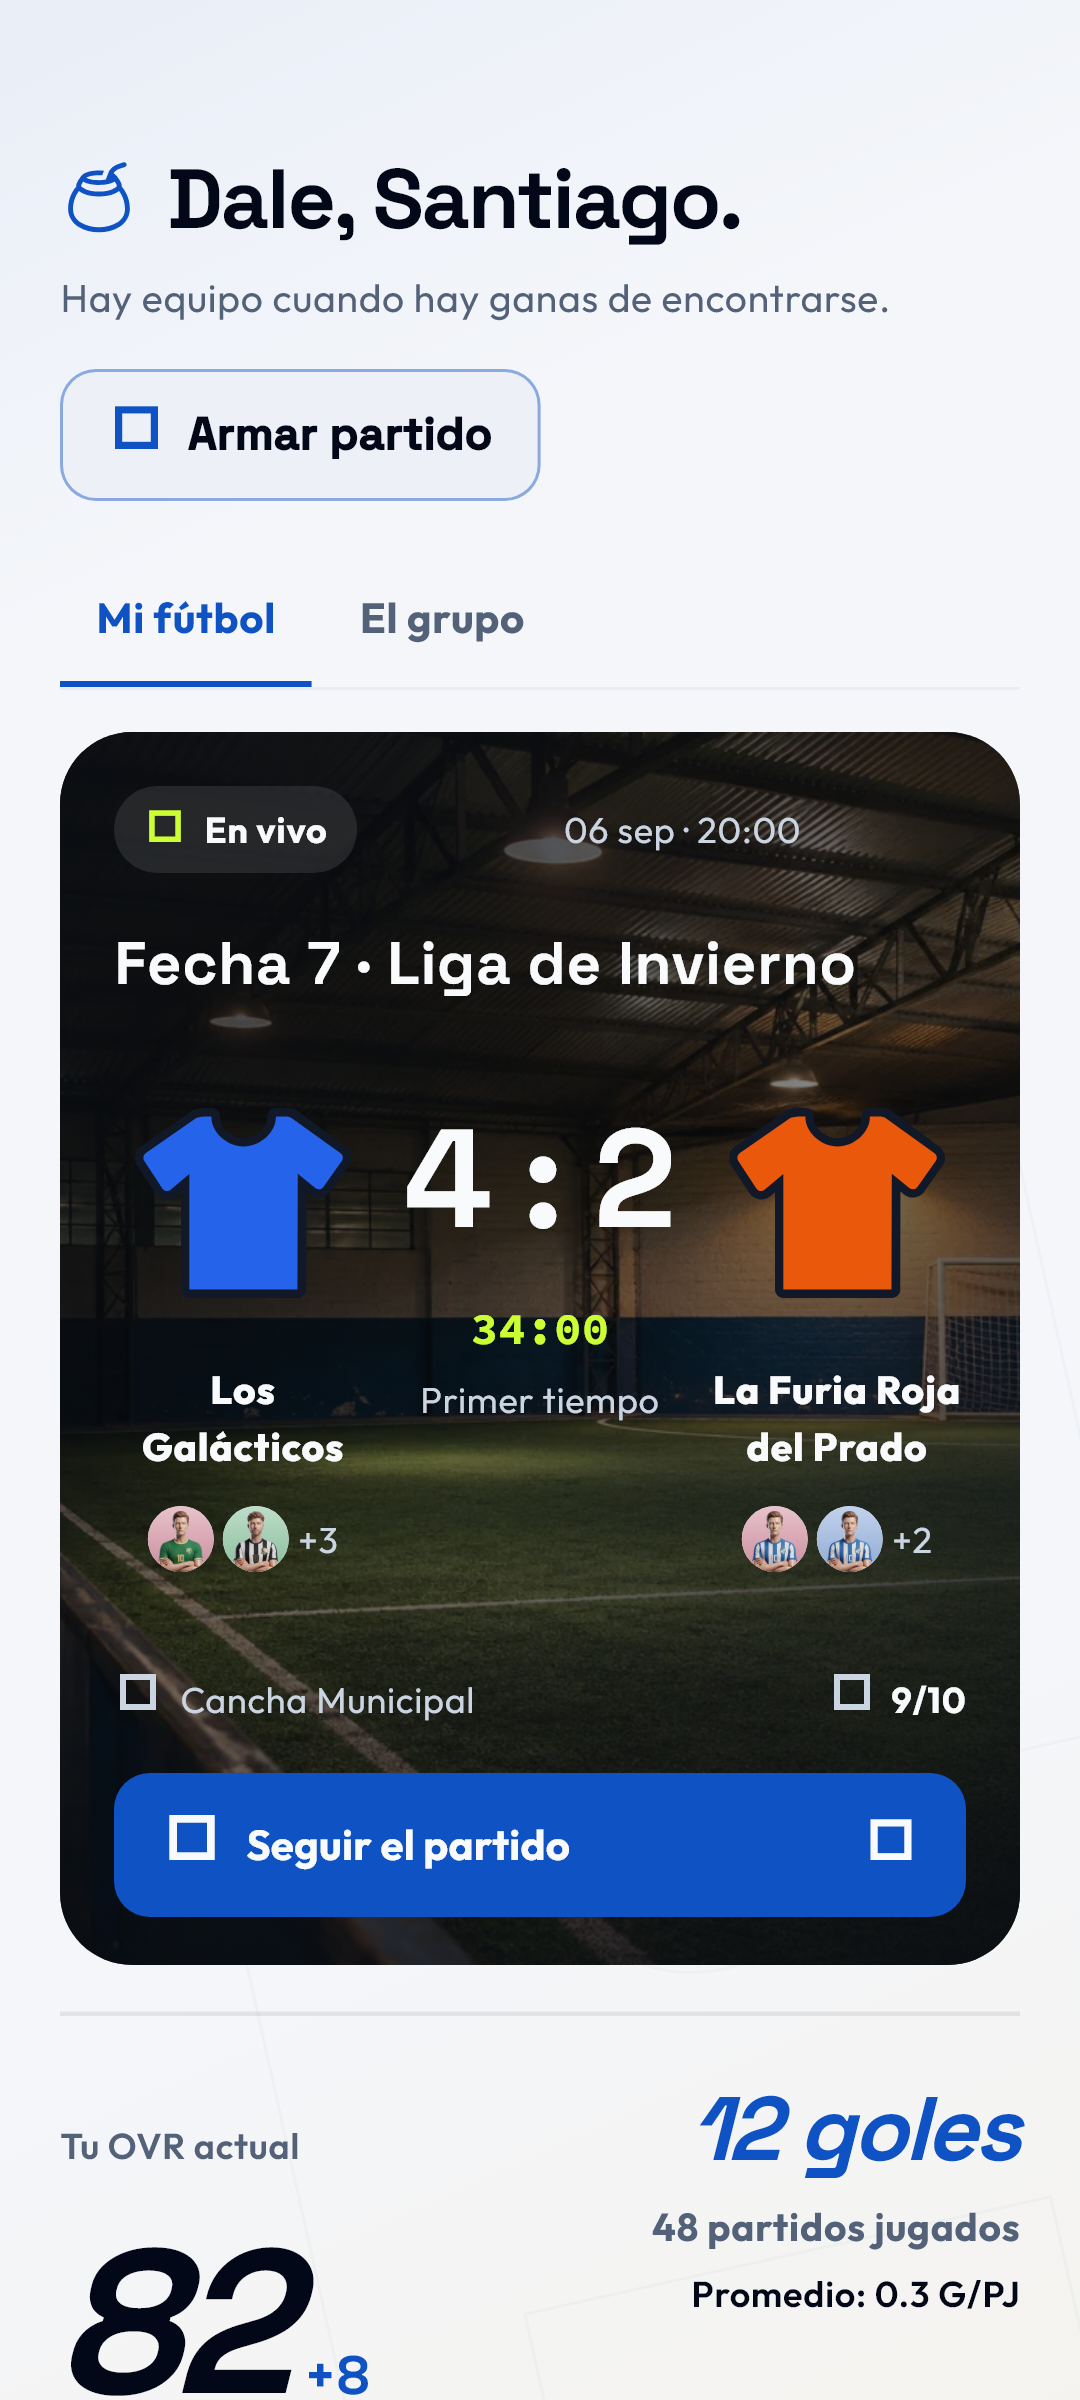 Dale, Santiago.
Hay equipo cuando hay ganas de encontrarse.
Armar partido
Mi fútbol
El grupo
En vivo
06 sep · 20:00
Fecha 7 · Liga de Invierno
4 : 2
34:00
Primer tiempo
Los
Galácticos
La Furia Roja
del Prado
+3
+2
Cancha Municipal
9/10
Seguir el partido
Tu OVR actual
82 +8
12 goles
48 partidos jugados
Promedio: 0.3 G/PJ